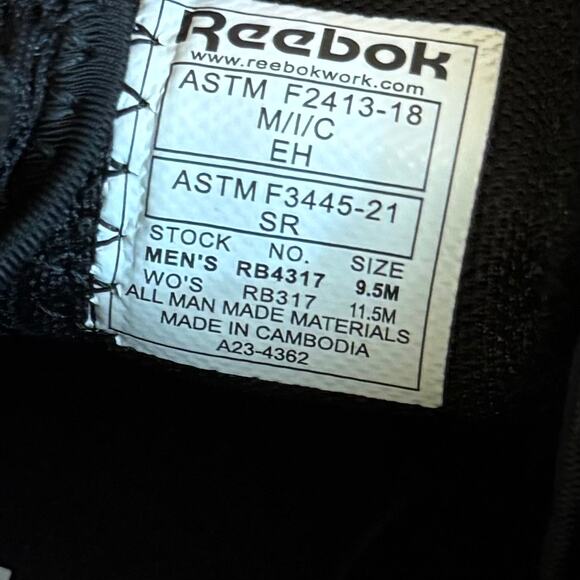 Reebok
www.reebokwork.com
ASTM F2413-18
M/I/C
EH
ASTM F3445-21
SR
STOCK NO. SIZE
MEN'S RB4317 9.5M
WO'S RB317 11.5M
ALL MAN MADE MATERIALS
MADE IN CAMBODIA
A23-4362